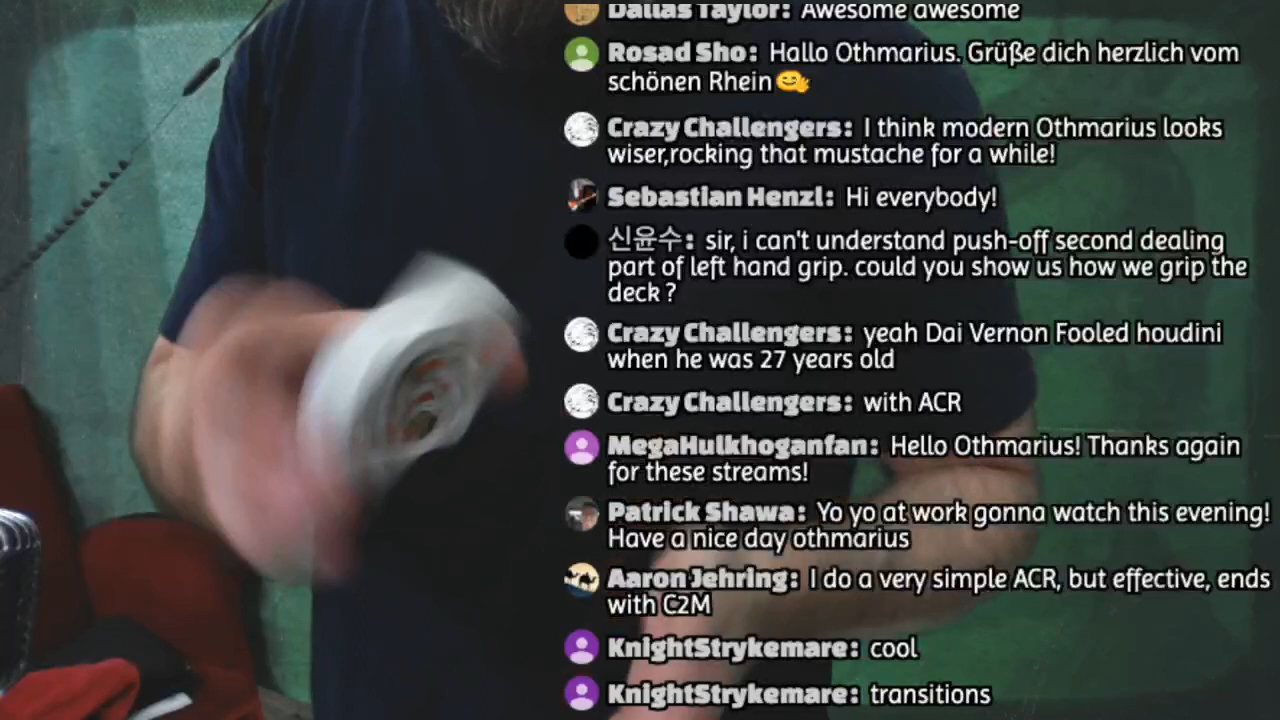 Dallas Taylor: Awesome awesome
Rosad Sho: Hallo Othmarius. Grüße dich herzlich vom
schönen Rhein😊👋
Crazy Challengers: I think modern Othmarius looks
wiser,rocking that mustache for a while!
Sebastian Henzl: Hi everybody!
신윤수: sir, i can't understand push-off second dealing
part of left hand grip. could you show us how we grip the
deck ?
Crazy Challengers: yeah Dai Vernon Fooled houdini
when he was 27 years old
Crazy Challengers: with ACR
MegaHulkhoganfan: Hello Othmarius! Thanks again
for these streams!
Patrick Shawa: Yo yo at work gonna watch this evening!
Have a nice day othmarius
Aaron Jehring: I do a very simple ACR, but effective, ends
with C2M
KnightStrykemare: cool
KnightStrykemare: transitions